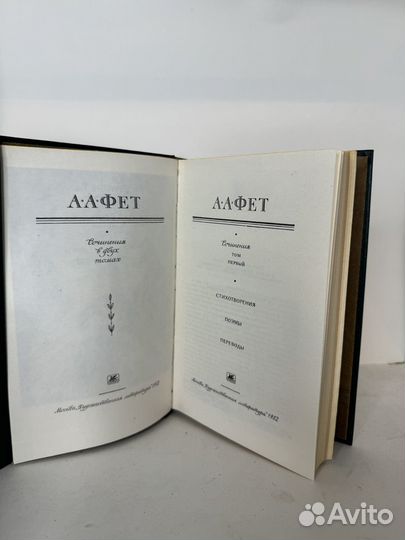 А·А·ФЕТ
Сочинения
в двух
томах
Москва „Художественная литература" 1982
А·А·ФЕТ
Сочинения
ТОМ
ПЕРВЫЙ
СТИХОТВОРЕНИЯ
ПОЭМЫ
ПЕРЕВОДЫ
Москва „Художественная литература" 1982
Avito